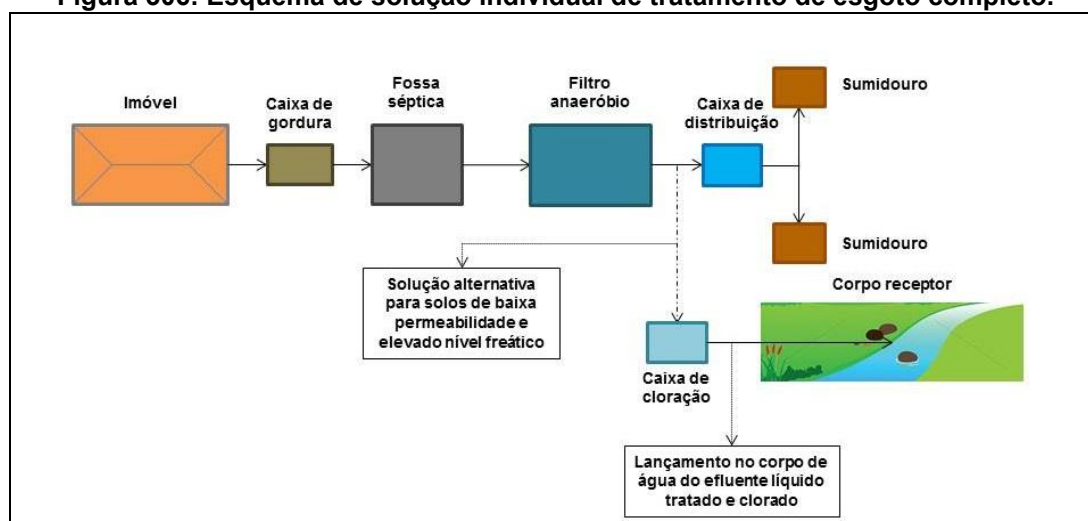 Figura 306. Esquema de solução individual de tratamento de esgoto completo.
Imóvel
Caixa de
gordura
Fossa
séptica
Filtro
anaeróbio
Caixa de
distribuição
Sumidouro
Sumidouro
Solução alternativa
para solos de baixa
permeabilidade e
elevado nível freático
Corpo receptor
Caixa de
cloração
Lançamento no corpo de
água do efluente líquido
tratado e clorado